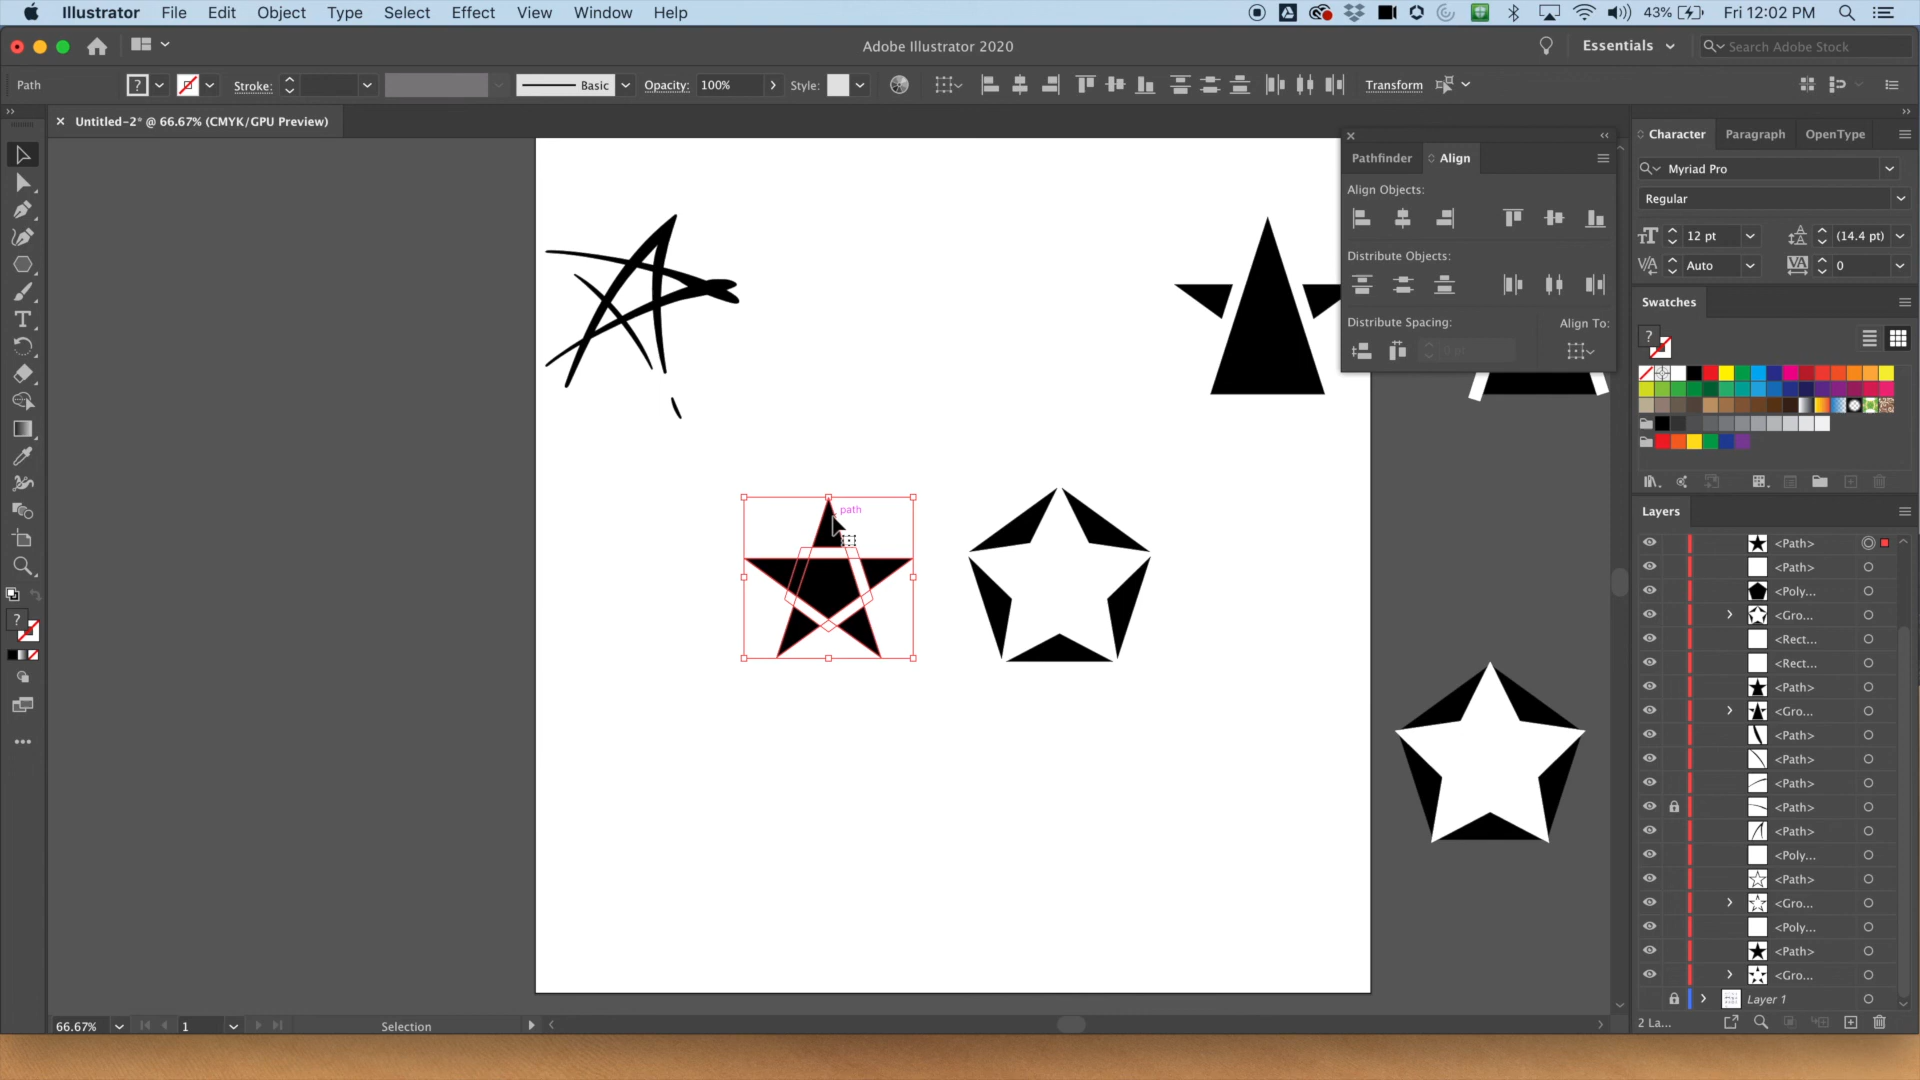 Illustrator File Edit Object Type Select Effect View Window Help
43% Fri 12:02 PM
Adobe Illustrator 2020
Essentials
Search Adobe Stock
Path
Stroke:
Basic
Opacity: 100%
Style:
Transform
× Untitled-2* @ 66.67% (CMYK/GPU Preview)
Pathfinder Align
Align Objects:
Distribute Objects:
Distribute Spacing:
Align To:
0 pt
path
Character Paragraph OpenType
Myriad Pro
Regular
12 pt
(14.4 pt)
Auto
0
Swatches
?
Layers
<Path>
<Path>
<Poly...
<Gro...
<Rect...
<Rect...
<Path>
<Gro...
<Path>
<Path>
<Path>
<Path>
<Path>
<Poly...
<Path>
<Gro...
<Poly...
<Path>
<Gro...
Layer 1
2 La...
66.67%
1
Selection